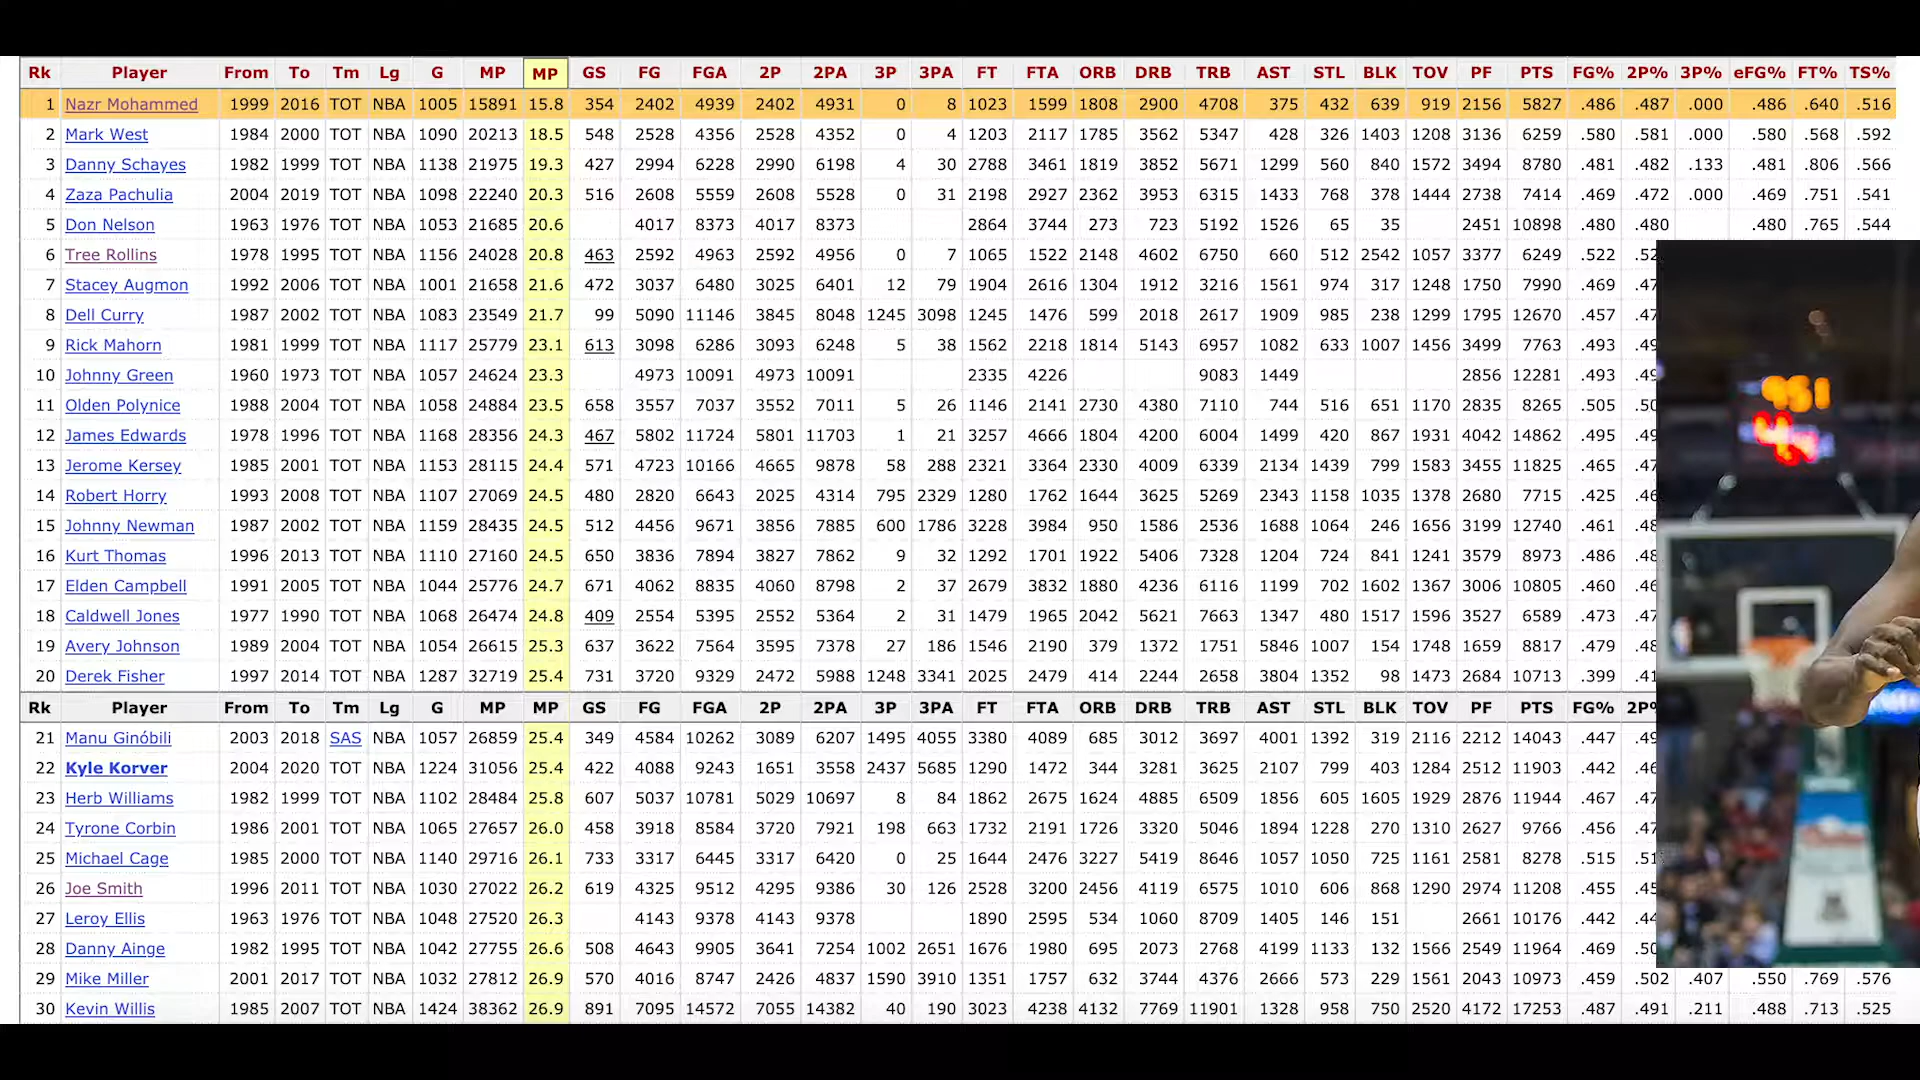 Rk Player From To Tm Lg G MP MP GS FG FGA 2P 2PA 3P 3PA FT FTA ORB DRB TRB AST STL BLK TOV PF PTS FG% 2P% 3P% eFG% FT% TS%
1 Nazr Mohammed 1999 2016 TOT NBA 1005 15891 15.8 354 2402 4939 2402 4931 0 8 1023 1599 1808 2900 4708 375 432 639 919 2156 5827 .486 .487 .000 .486 .640 .516
2 Mark West 1984 2000 TOT NBA 1090 20213 18.5 548 2528 4356 2528 4352 0 4 1203 2117 1785 3562 5347 428 326 1403 1208 3136 6259 .580 .581 .000 .580 .568 .592
3 Danny Schayes 1982 1999 TOT NBA 1138 21975 19.3 427 2994 6228 2990 6198 4 30 2788 3461 1819 3852 5671 1299 560 840 1572 3494 8780 .481 .482 .133 .481 .806 .566
4 Zaza Pachulia 2004 2019 TOT NBA 1098 22240 20.3 516 2608 5559 2608 5528 0 31 2198 2927 2362 3953 6315 1433 768 378 1444 2738 7414 .469 .472 .000 .469 .751 .541
5 Don Nelson 1963 1976 TOT NBA 1053 21685 20.6 4017 8373 4017 8373 2864 3744 273 723 5192 1526 65 35 2451 10898 .480 .480 .480 .765 .544
6 Tree Rollins 1978 1995 TOT NBA 1156 24028 20.8 463 2592 4963 2592 4956 0 7 1065 1522 2148 4602 6750 660 512 2542 1057 3377 6249 .522
7 Stacey Augmon 1992 2006 TOT NBA 1001 21658 21.6 472 3037 6480 3025 6401 12 79 1904 2616 1304 1912 3216 1561 974 317 1248 1750 7990 .469
8 Dell Curry 1987 2002 TOT NBA 1083 23549 21.7 99 5090 11146 3845 8048 1245 3098 1245 1476 599 2018 2617 1909 985 238 1299 1795 12670 .457
9 Rick Mahorn 1981 1999 TOT NBA 1117 25779 23.1 613 3098 6286 3093 6248 5 38 1562 2218 1814 5143 6957 1082 633 1007 1456 3499 7763 .493
10 Johnny Green 1960 1973 TOT NBA 1057 24624 23.3 4973 10091 4973 10091 2335 4226 9083 1449 2856 12281 .493
11 Olden Polynice 1988 2004 TOT NBA 1058 24884 23.5 658 3557 7037 3552 7011 5 26 1146 2141 2730 4380 7110 744 516 651 1170 2835 8265 .505
12 James Edwards 1978 1996 TOT NBA 1168 28356 24.3 467 5802 11724 5801 11703 1 21 3257 4666 1804 4200 6004 1499 420 867 1931 4042 14862 .495
13 Jerome Kersey 1985 2001 TOT NBA 1153 28115 24.4 571 4723 10166 4665 9878 58 288 2321 3364 2330 4009 6339 2134 1439 799 1583 3455 11825 .465
14 Robert Horry 1993 2008 TOT NBA 1107 27069 24.5 480 2820 6643 2025 4314 795 2329 1280 1762 1644 3625 5269 2343 1158 1035 1378 2680 7715 .425
15 Johnny Newman 1987 2002 TOT NBA 1159 28435 24.5 512 4456 9671 3856 7885 600 1786 3228 3984 950 1586 2536 1688 1064 246 1656 3199 12740 .461
16 Kurt Thomas 1996 2013 TOT NBA 1110 27160 24.5 650 3836 7894 3827 7862 9 32 1292 1701 1922 5406 7328 1204 724 841 1241 3579 8973 .486
17 Elden Campbell 1991 2005 TOT NBA 1044 25776 24.7 671 4062 8835 4060 8798 2 37 2679 3832 1880 4236 6116 1199 702 1602 1367 3006 10805 .460
18 Caldwell Jones 1977 1990 TOT NBA 1068 26474 24.8 409 2554 5395 2552 5364 2 31 1479 1965 2042 5621 7663 1347 480 1517 1596 3527 6589 .473
19 Avery Johnson 1989 2004 TOT NBA 1054 26615 25.3 637 3622 7564 3595 7378 27 186 1546 2190 379 1372 1751 5846 1007 154 1748 1659 8817 .479
20 Derek Fisher 1997 2014 TOT NBA 1287 32719 25.4 731 3720 9329 2472 5988 1248 3341 2025 2479 414 2244 2658 3804 1352 98 1473 2684 10713 .399
Rk Player From To Tm Lg G MP MP GS FG FGA 2P 2PA 3P 3PA FT FTA ORB DRB TRB AST STL BLK TOV PF PTS FG% 2P%
21 Manu Ginóbili 2003 2018 SAS NBA 1057 26859 25.4 349 4584 10262 3089 6207 1495 4055 3380 4089 685 3012 3697 4001 1392 319 2116 2212 14043 .447
22 Kyle Korver 2004 2020 TOT NBA 1224 31056 25.4 422 4088 9243 1651 3558 2437 5685 1290 1472 344 3281 3625 2107 799 403 1284 2512 11903 .442
23 Herb Williams 1982 1999 TOT NBA 1102 28484 25.8 607 5037 10781 5029 10697 8 84 1862 2675 1624 4885 6509 1856 605 1605 1929 2876 11944 .467
24 Tyrone Corbin 1986 2001 TOT NBA 1065 27657 26.0 458 3918 8584 3720 7921 198 663 1732 2191 1726 3320 5046 1894 1228 270 1310 2627 9766 .456
25 Michael Cage 1985 2000 TOT NBA 1140 29716 26.1 733 3317 6445 3317 6420 0 25 1644 2476 3227 5419 8646 1057 1050 725 1161 2581 8278 .515
26 Joe Smith 1996 2011 TOT NBA 1030 27022 26.2 619 4325 9512 4295 9386 30 126 2528 3200 2456 4119 6575 1010 606 868 1290 2974 11208 .455
27 Leroy Ellis 1963 1976 TOT NBA 1048 27520 26.3 4143 9378 4143 9378 1890 2595 534 1060 8709 1405 146 151 2661 10176 .442
28 Danny Ainge 1982 1995 TOT NBA 1042 27755 26.6 508 4643 9905 3641 7254 1002 2651 1676 1980 695 2073 2768 4199 1133 132 1566 2549 11964 .469
29 Mike Miller 2001 2017 TOT NBA 1032 27812 26.9 570 4016 8747 2426 4837 1590 3910 1351 1757 632 3744 4376 2666 573 229 1561 2043 10973 .459 .502 .407 .550 .769 .576
30 Kevin Willis 1985 2007 TOT NBA 1424 38362 26.9 891 7095 14572 7055 14382 40 190 3023 4238 4132 7769 11901 1328 958 750 2520 4172 17253 .487 .491 .211 .488 .713 .525